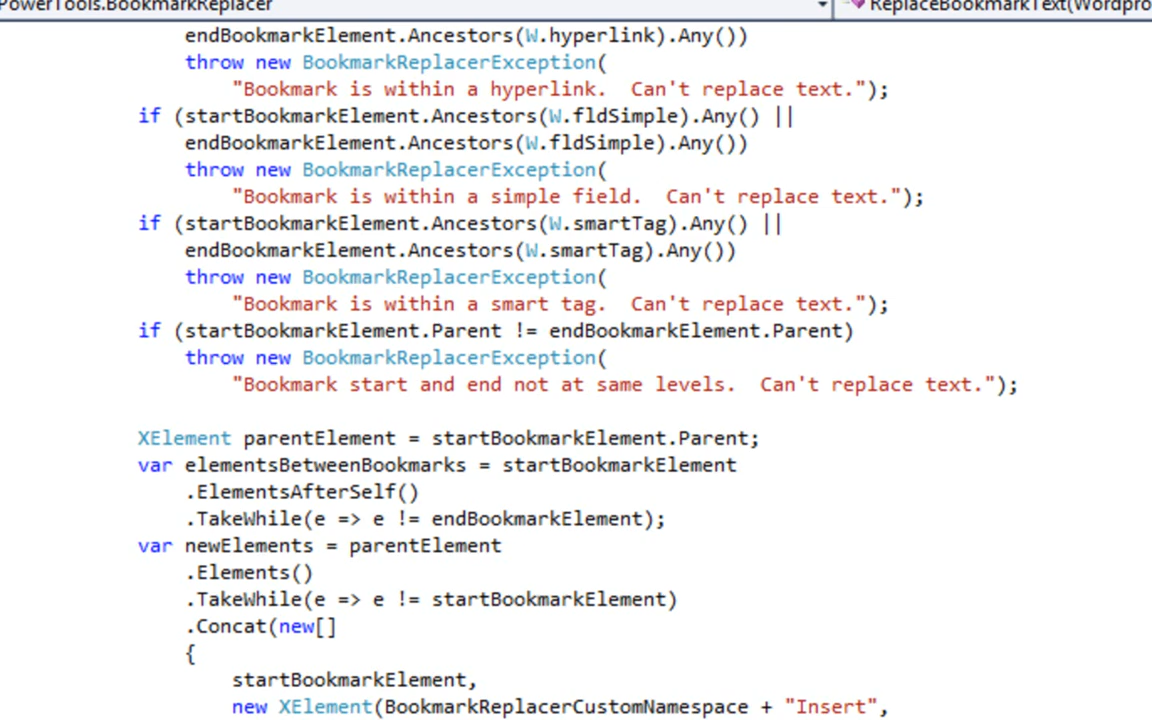 PowerTools.BookmarkReplacer ReplaceBookmarkText(Wordpro
endBookmarkElement.Ancestors(W.hyperlink).Any())
throw new BookmarkReplacerException(
"Bookmark is within a hyperlink.  Can't replace text.");
if (startBookmarkElement.Ancestors(W.fldSimple).Any() ||
endBookmarkElement.Ancestors(W.fldSimple).Any())
throw new BookmarkReplacerException(
"Bookmark is within a simple field.  Can't replace text.");
if (startBookmarkElement.Ancestors(W.smartTag).Any() ||
endBookmarkElement.Ancestors(W.smartTag).Any())
throw new BookmarkReplacerException(
"Bookmark is within a smart tag.  Can't replace text.");
if (startBookmarkElement.Parent != endBookmarkElement.Parent)
throw new BookmarkReplacerException(
"Bookmark start and end not at same levels.  Can't replace text.");
XElement parentElement = startBookmarkElement.Parent;
var elementsBetweenBookmarks = startBookmarkElement
.ElementsAfterSelf()
.TakeWhile(e => e != endBookmarkElement);
var newElements = parentElement
.Elements()
.TakeWhile(e => e != startBookmarkElement)
.Concat(new[]
{
startBookmarkElement,
new XElement(BookmarkReplacerCustomNamespace + "Insert",